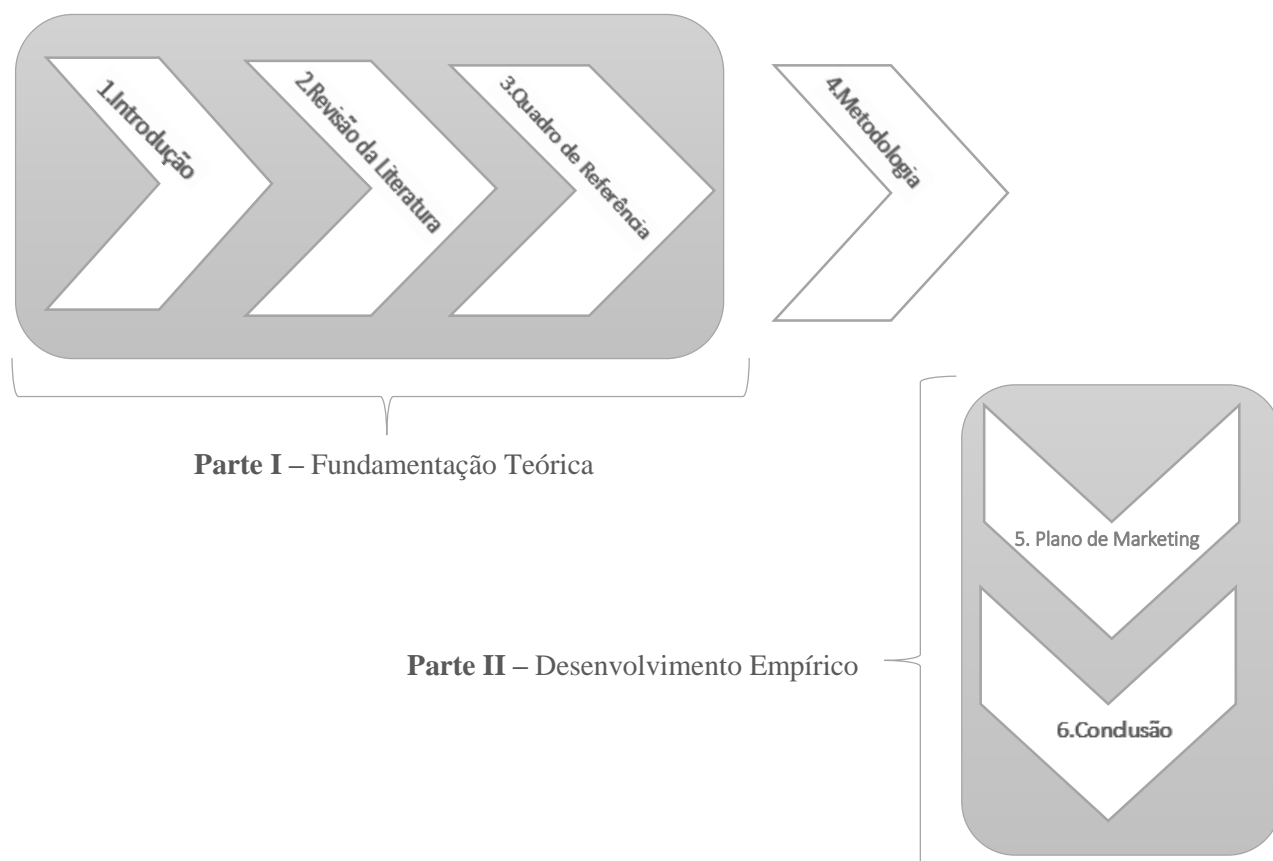 1.Introdução
2.Revisão da Literatura
3.Quadro de Referência
4.Metodologia
Parte I – Fundamentação Teórica
5. Plano de Marketing
Parte II – Desenvolvimento Empírico
6.Conclusão